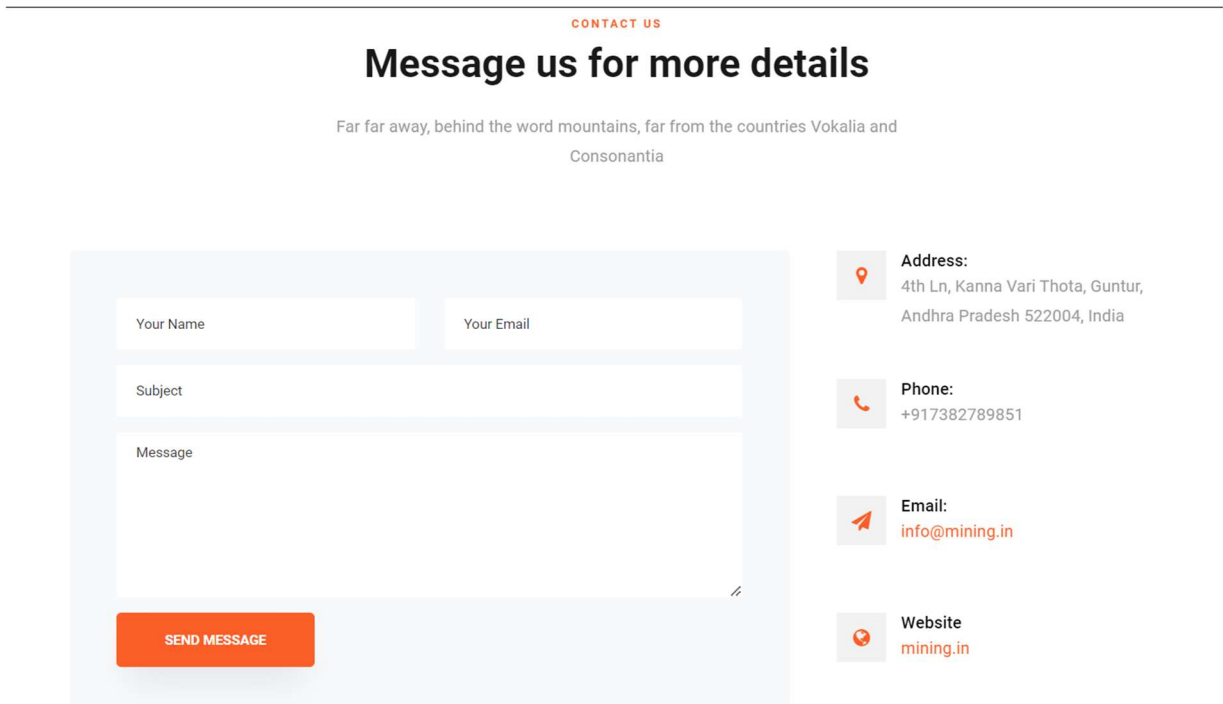 CONTACT US
Message us for more details
Far far away, behind the word mountains, far from the countries Vokalia and
Consonantia
Your Name
Your Email
Subject
Message
SEND MESSAGE
Address:
4th Ln, Kanna Vari Thota, Guntur,
Andhra Pradesh 522004, India
Phone:
+917382789851
Email:
info@mining.in
Website
mining.in